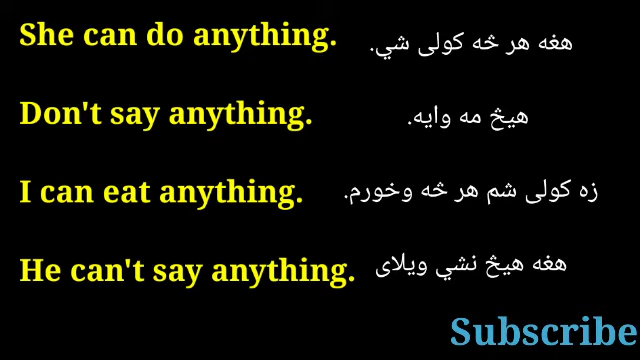 She can do anything. هغه هر څه کولی شي.
Don't say anything. هیڅ مه وایه.
I can eat anything. زه کولی شم هر څه وخورم.
He can't say anything. هغه هیڅ نشي ویلای
Subscribe